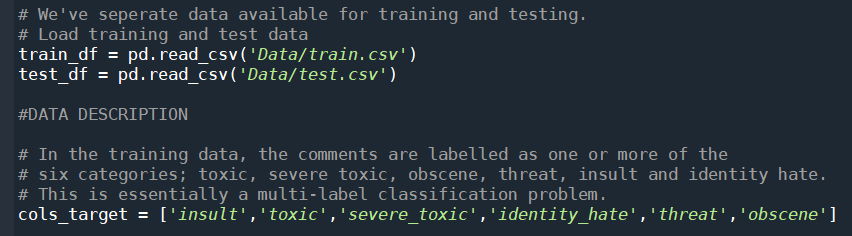 # We've seperate data available for training and testing.
# Load training and test data
train_df = pd.read_csv('Data/train.csv')
test_df = pd.read_csv('Data/test.csv')
#DATA DESCRIPTION
# In the training data, the comments are labelled as one or more of the
# six categories; toxic, severe toxic, obscene, threat, insult and identity hate.
# This is essentially a multi-label classification problem.
cols_target = ['insult','toxic','severe_toxic','identity_hate','threat','obscene']